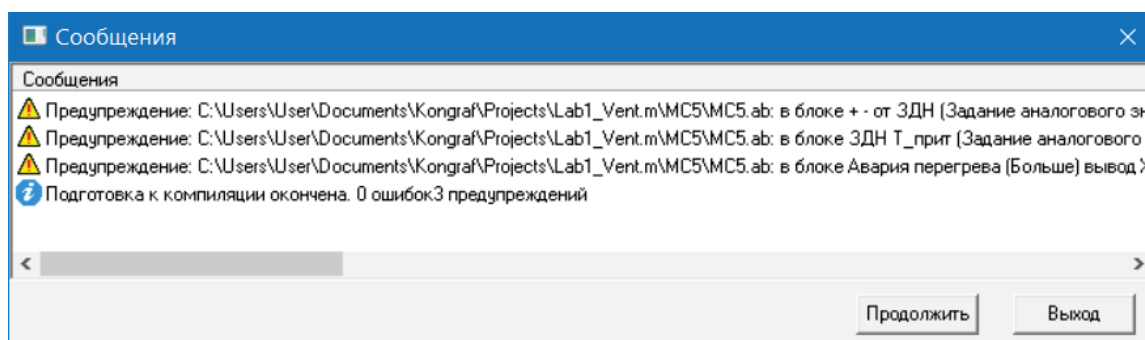 Сообщения
Сообщения
Предупреждение: C:\Users\User\Documents\Kongraf\Projects\Lab1_Vent.m\MC5\MC5.ab: в блоке + - от ЗДН (Задание аналогового
Предупреждение: C:\Users\User\Documents\Kongraf\Projects\Lab1_Vent.m\MC5\MC5.ab: в блоке ЗДН Т_прит (Задание аналогового
Предупреждение: C:\Users\User\Documents\Kongraf\Projects\Lab1_Vent.m\MC5\MC5.ab: в блоке Авария перегрева (Больше) вывод
Подготовка к компиляции окончена. 0 ошибок3 предупреждений
Продолжить Выход